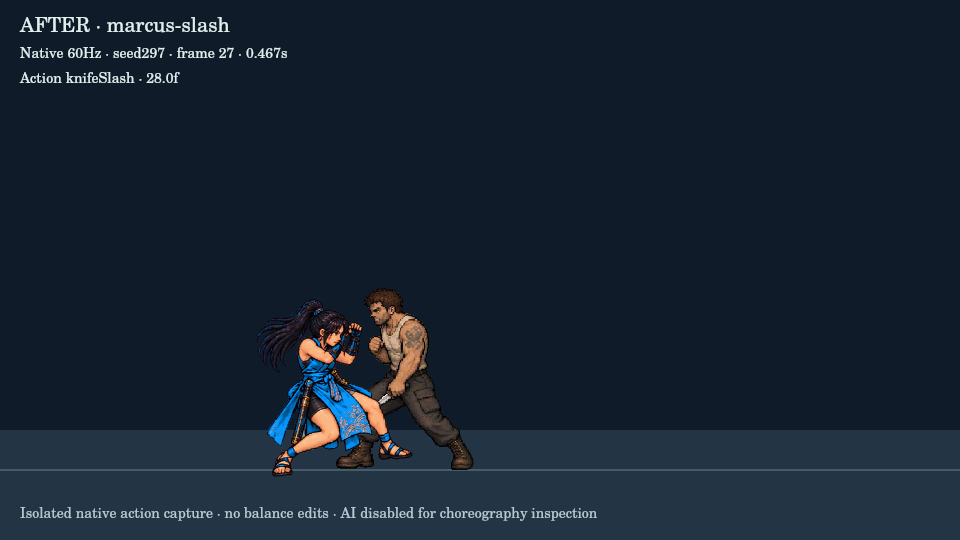 AFTER · marcus-slash
Native 60Hz · seed297 · frame 27 · 0.467s
Action knifeSlash · 28.0f
Isolated native action capture · no balance edits · AI disabled for choreography inspection